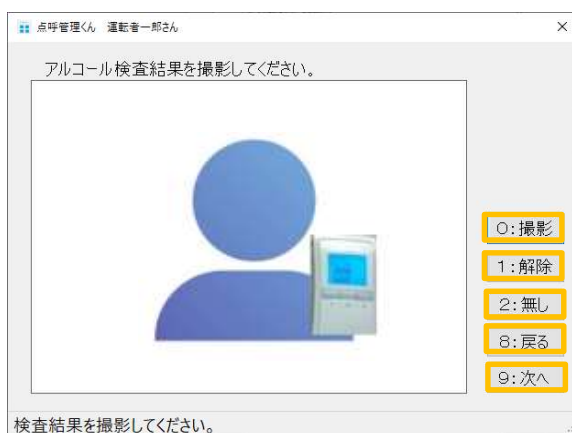 点呼管理くん　運転者一郎さん
アルコール検査結果を撮影してください。
0:撮影
1:解除
2:無し
8:戻る
9:次へ
検査結果を撮影してください。